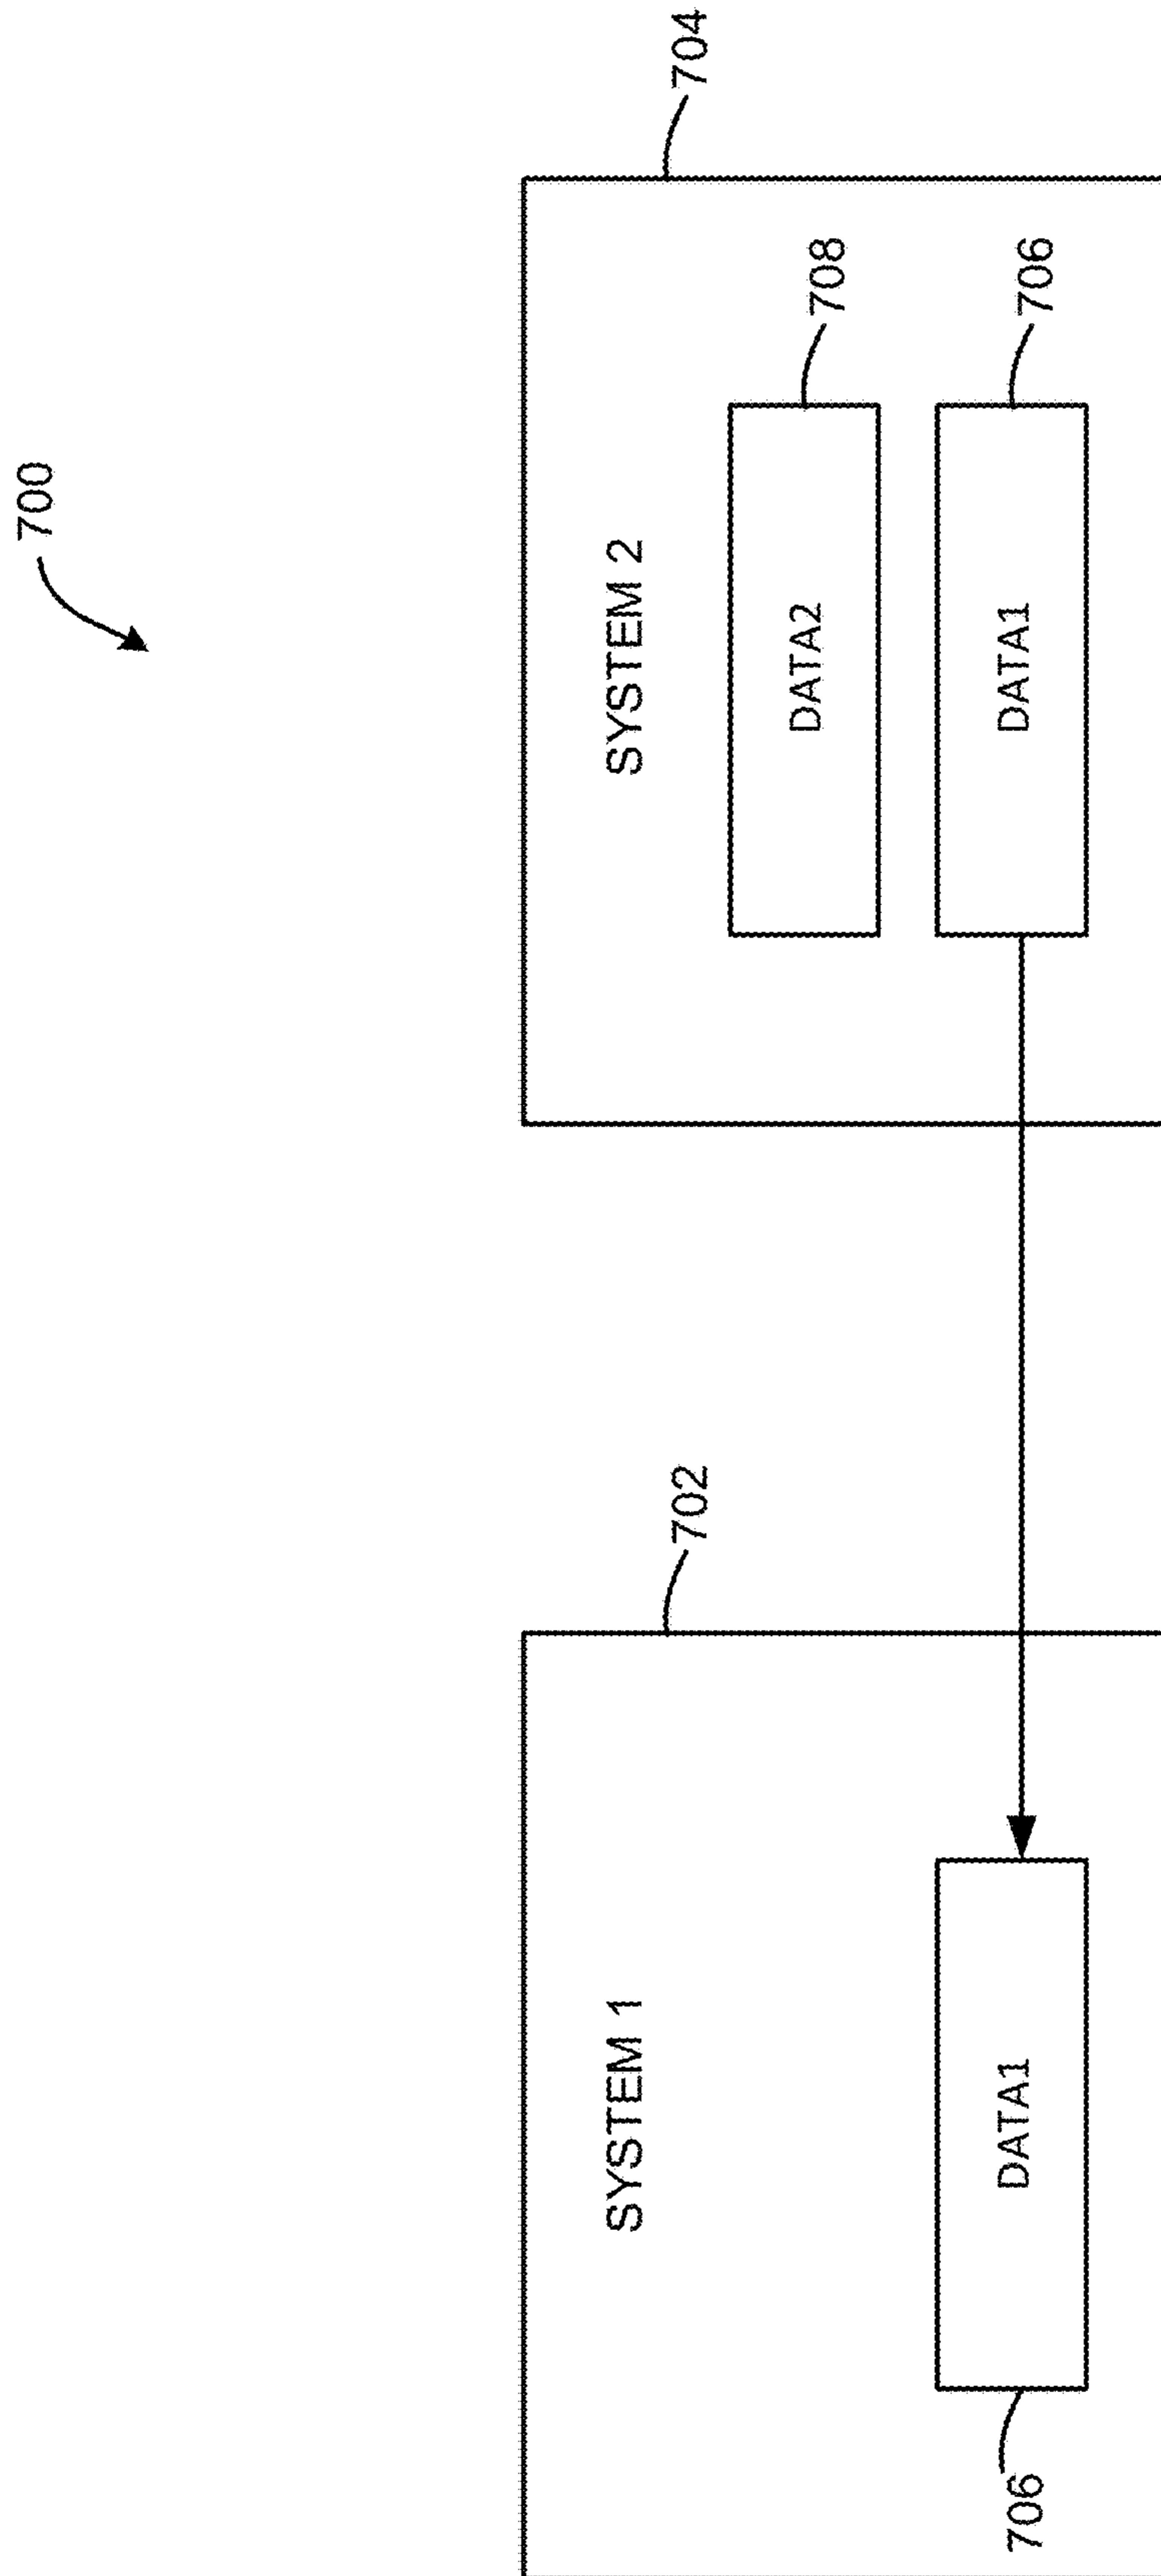 700
SYSTEM 1
702
DATA1
706
SYSTEM 2
704
DATA2
708
DATA1
706